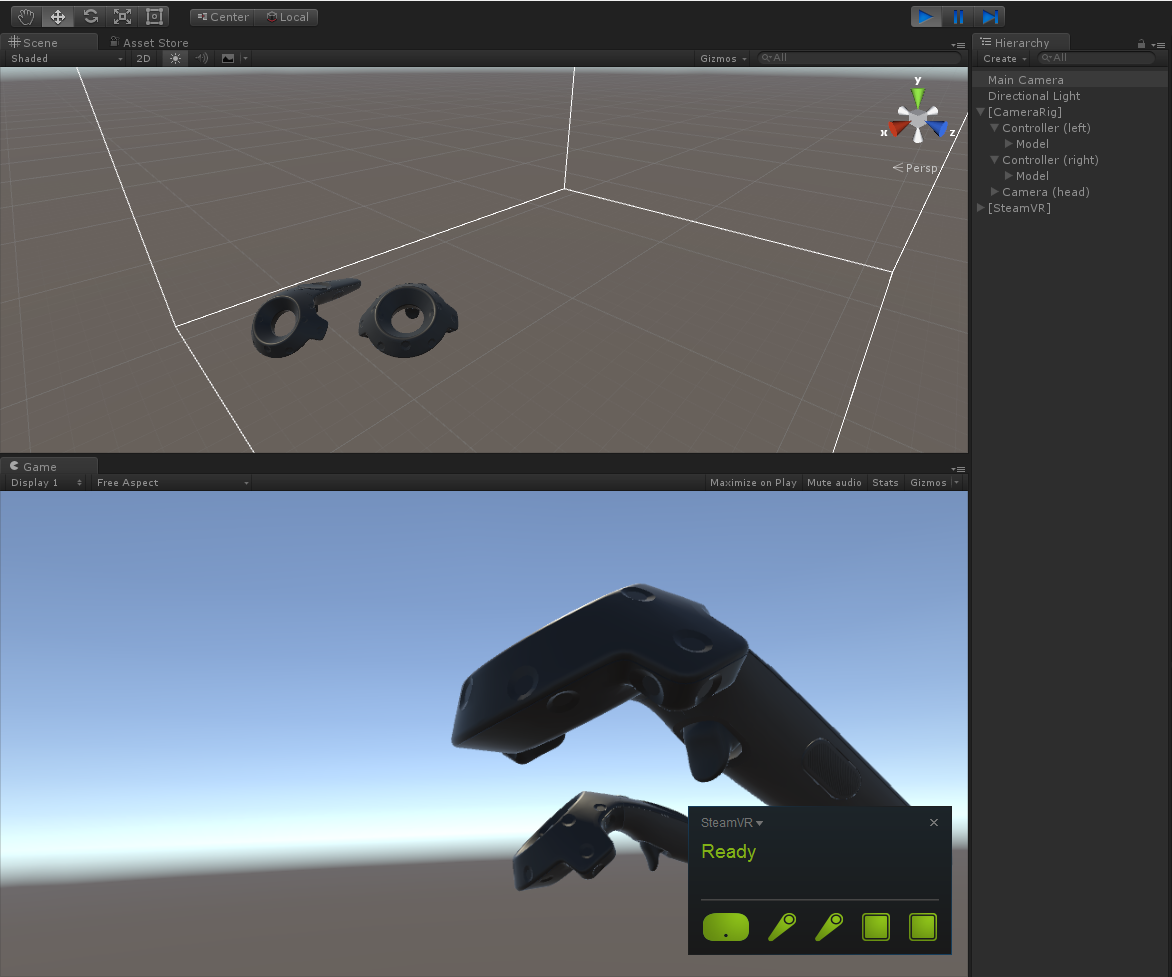 Center Local
Scene Asset Store
Shaded 2D Gizmos All
y
x z
Persp
Hierarchy
Create All
Main Camera
Directional Light
[CameraRig]
Controller (left)
Model
Controller (right)
Model
Camera (head)
[SteamVR]
Game
Display 1 Free Aspect Maximize on Play Mute audio Stats Gizmos
SteamVR
Ready